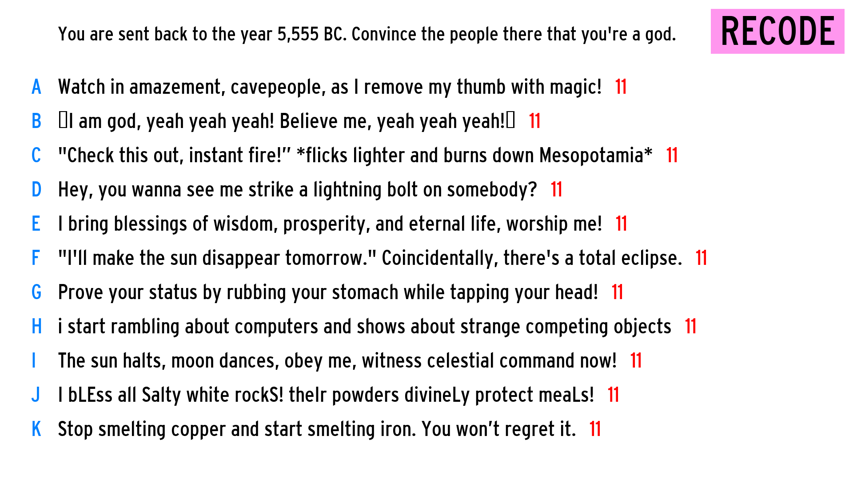 You are sent back to the year 5,555 BC. Convince the people there that you're a god.
RECODE
A Watch in amazement, cavepeople, as I remove my thumb with magic! 11
B ▯I am god, yeah yeah yeah! Believe me, yeah yeah yeah!▯ 11
C "Check this out, instant fire!” *flicks lighter and burns down Mesopotamia* 11
D Hey, you wanna see me strike a lightning bolt on somebody? 11
E I bring blessings of wisdom, prosperity, and eternal life, worship me! 11
F "I'll make the sun disappear tomorrow." Coincidentally, there's a total eclipse. 11
G Prove your status by rubbing your stomach while tapping your head! 11
H i start rambling about computers and shows about strange competing objects 11
I The sun halts, moon dances, obey me, witness celestial command now! 11
J I bLEss all Salty white rockS! theIr powders divineLy protect meaLs! 11
K Stop smelting copper and start smelting iron. You won’t regret it. 11